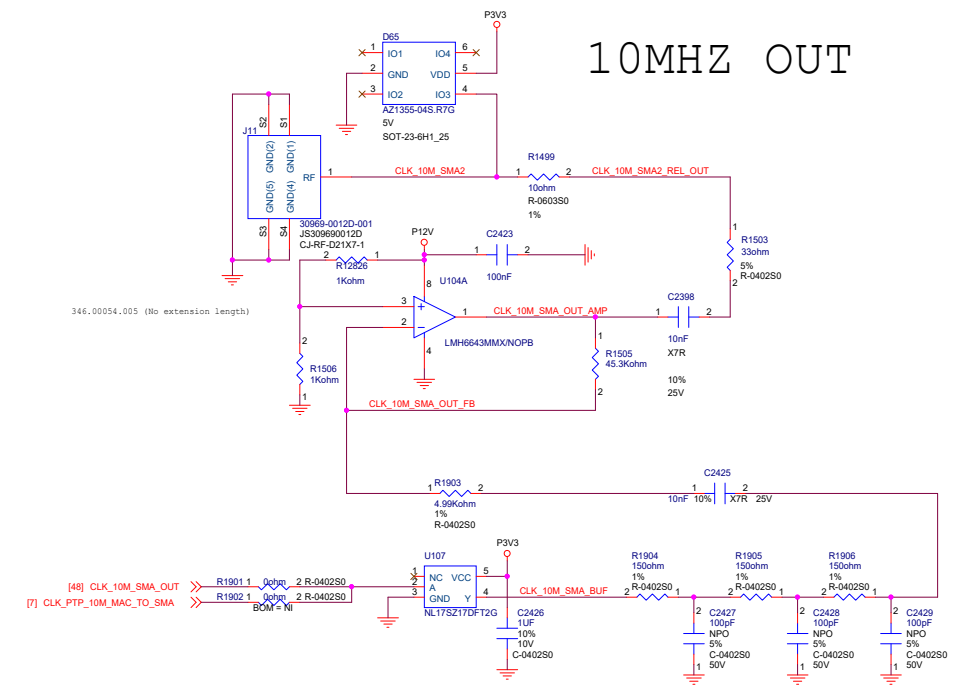 P3V3
10MHZ OUT
D65
1 IO1 IO4 6
2 GND VDD 5
3 IO2 IO3 4
AZ1355-04S.R7G
5V
SOT-23-6H1_25
S2 S1
J11
GND(2) GND(1)
RF 1
GND(5) GND(4)
S3 S4
30969-0012D-001
JS309690012D
CJ-RF-D21X7-1
CLK_10M_SMA2
R1499
1 2
10ohm
R-0603S0
1%
CLK_10M_SMA2_REL_OUT
1
R1503
33ohm
5%
R-0402S0
2
P12V
C2423
1 2
100nF
2 1
R12826
1Kohm
U104A
8
3 +
2 -
1
4
LMH6643MMX/NOPB
CLK_10M_SMA_OUT_AMP
C2398
1 2
10nF
X7R
10%
25V
346.00054.005 (No extension length)
2
R1506
1Kohm
1
1
R1505
45.3Kohm
2
CLK_10M_SMA_OUT_FB
R1903
1 2
4.99Kohm
1%
R-0402S0
C2425
1 2
10nF 10% X7R 25V
P3V3
U107
1 NC VCC 5
2 A
3 GND Y 4
NL17SZ17DFT2G
[48] CLK_10M_SMA_OUT
R1901 1 0ohm 2 R-0402S0
[7] CLK_PTP_10M_MAC_TO_SMA
R1902 1 0ohm 2 R-0402S0
BOM = NI
CLK_10M_SMA_BUF
C2426
1UF
10%
10V
C-0402S0
R1904
150ohm
1%
2 R-0402S0 1
R1905
150ohm
1%
2 R-0402S0 1
R1906
150ohm
1%
2 R-0402S0 1
2 C2427
100pF
NPO
5%
C-0402S0
1 50V
2 C2428
100pF
NPO
5%
C-0402S0
1 50V
2 C2429
100pF
NPO
5%
C-0402S0
1 50V